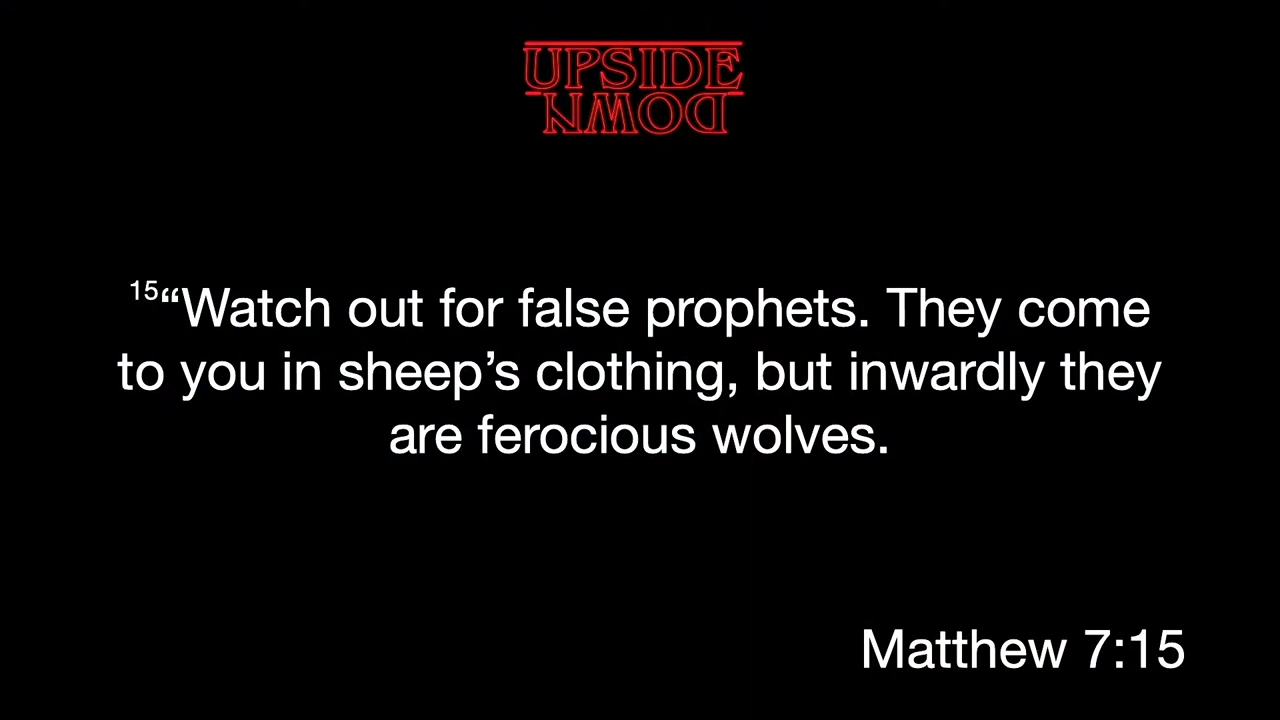 UPSIDE
DOWN
15“Watch out for false prophets. They come
to you in sheep’s clothing, but inwardly they
are ferocious wolves.
Matthew 7:15